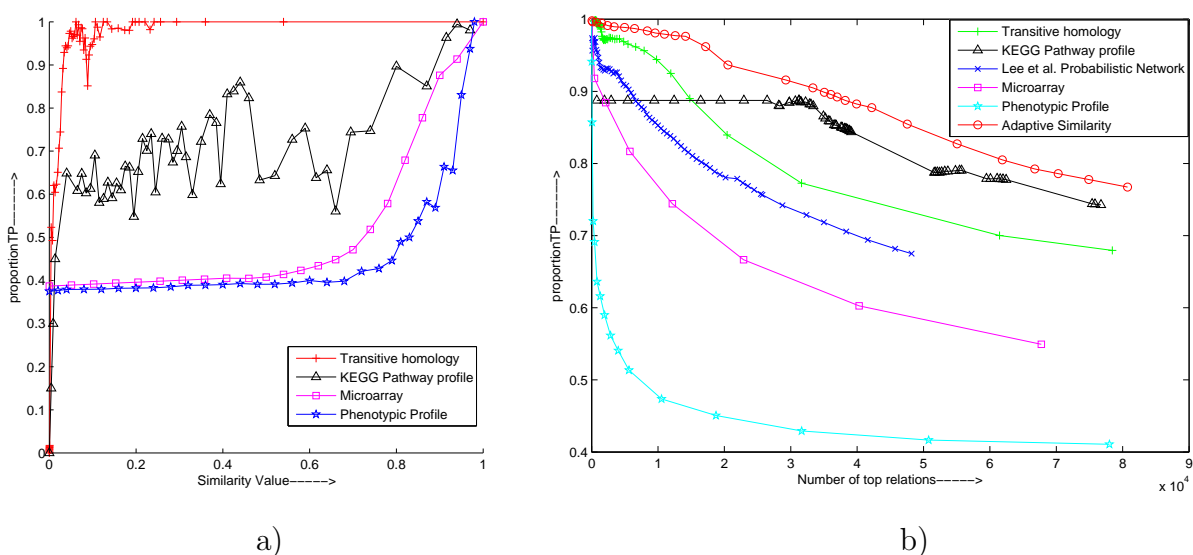 1
0.9
0.8
0.7
0.6
0.5
0.4
0.3
0.2
0.1
0
proportionTP------>
0 0.2 0.4 0.6 0.8 1
Similarity Value----->
Transitive homology
KEGG Pathway profile
Microarray
Phenotypic Profile
a)
1
0.9
0.8
0.7
0.6
0.5
0.4
proportionTP------>
0 1 2 3 4 5 6 7 8 9
x 10^4
Number of top relations---->
Transitive homology
KEGG Pathway profile
Lee et al. Probabilistic Network
Microarray
Phenotypic Profile
Adaptive Similarity
b)